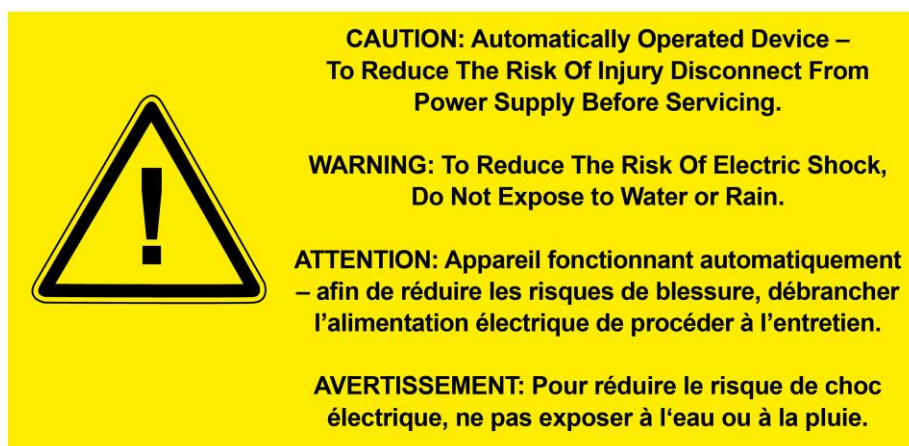 CAUTION: Automatically Operated Device –
To Reduce The Risk Of Injury Disconnect From
Power Supply Before Servicing.
WARNING: To Reduce The Risk Of Electric Shock,
Do Not Expose to Water or Rain.
ATTENTION: Appareil fonctionnant automatiquement
– afin de réduire les risques de blessure, débrancher
l’alimentation électrique de procéder à l’entretien.
AVERTISSEMENT: Pour réduire le risque de choc
électrique, ne pas exposer à l‘eau ou à la pluie.